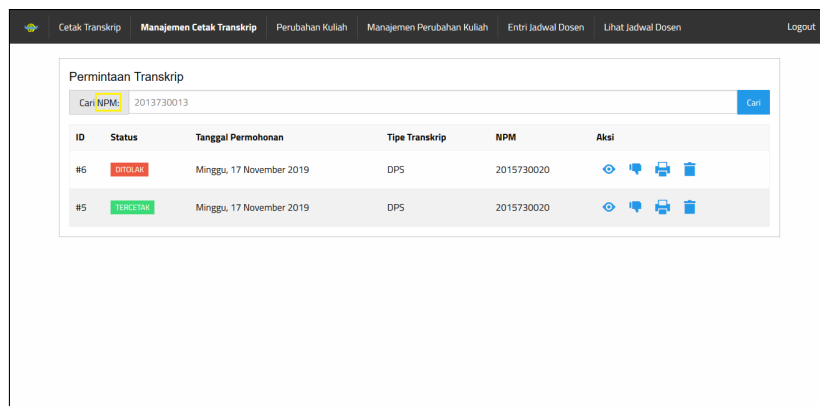 Cetak Transkrip Manajemen Cetak Transkrip Perubahan Kuliah Manajemen Perubahan Kuliah Entri Jadwal Dosen Lihat Jadwal Dosen Logout
Permintaan Transkrip
Cari NPM: 2013730013 Cari
ID Status Tanggal Permohonan Tipe Transkrip NPM Aksi
#6 DITOLAK Minggu, 17 November 2019 DPS 2015730020
#5 TERCETAK Minggu, 17 November 2019 DPS 2015730020